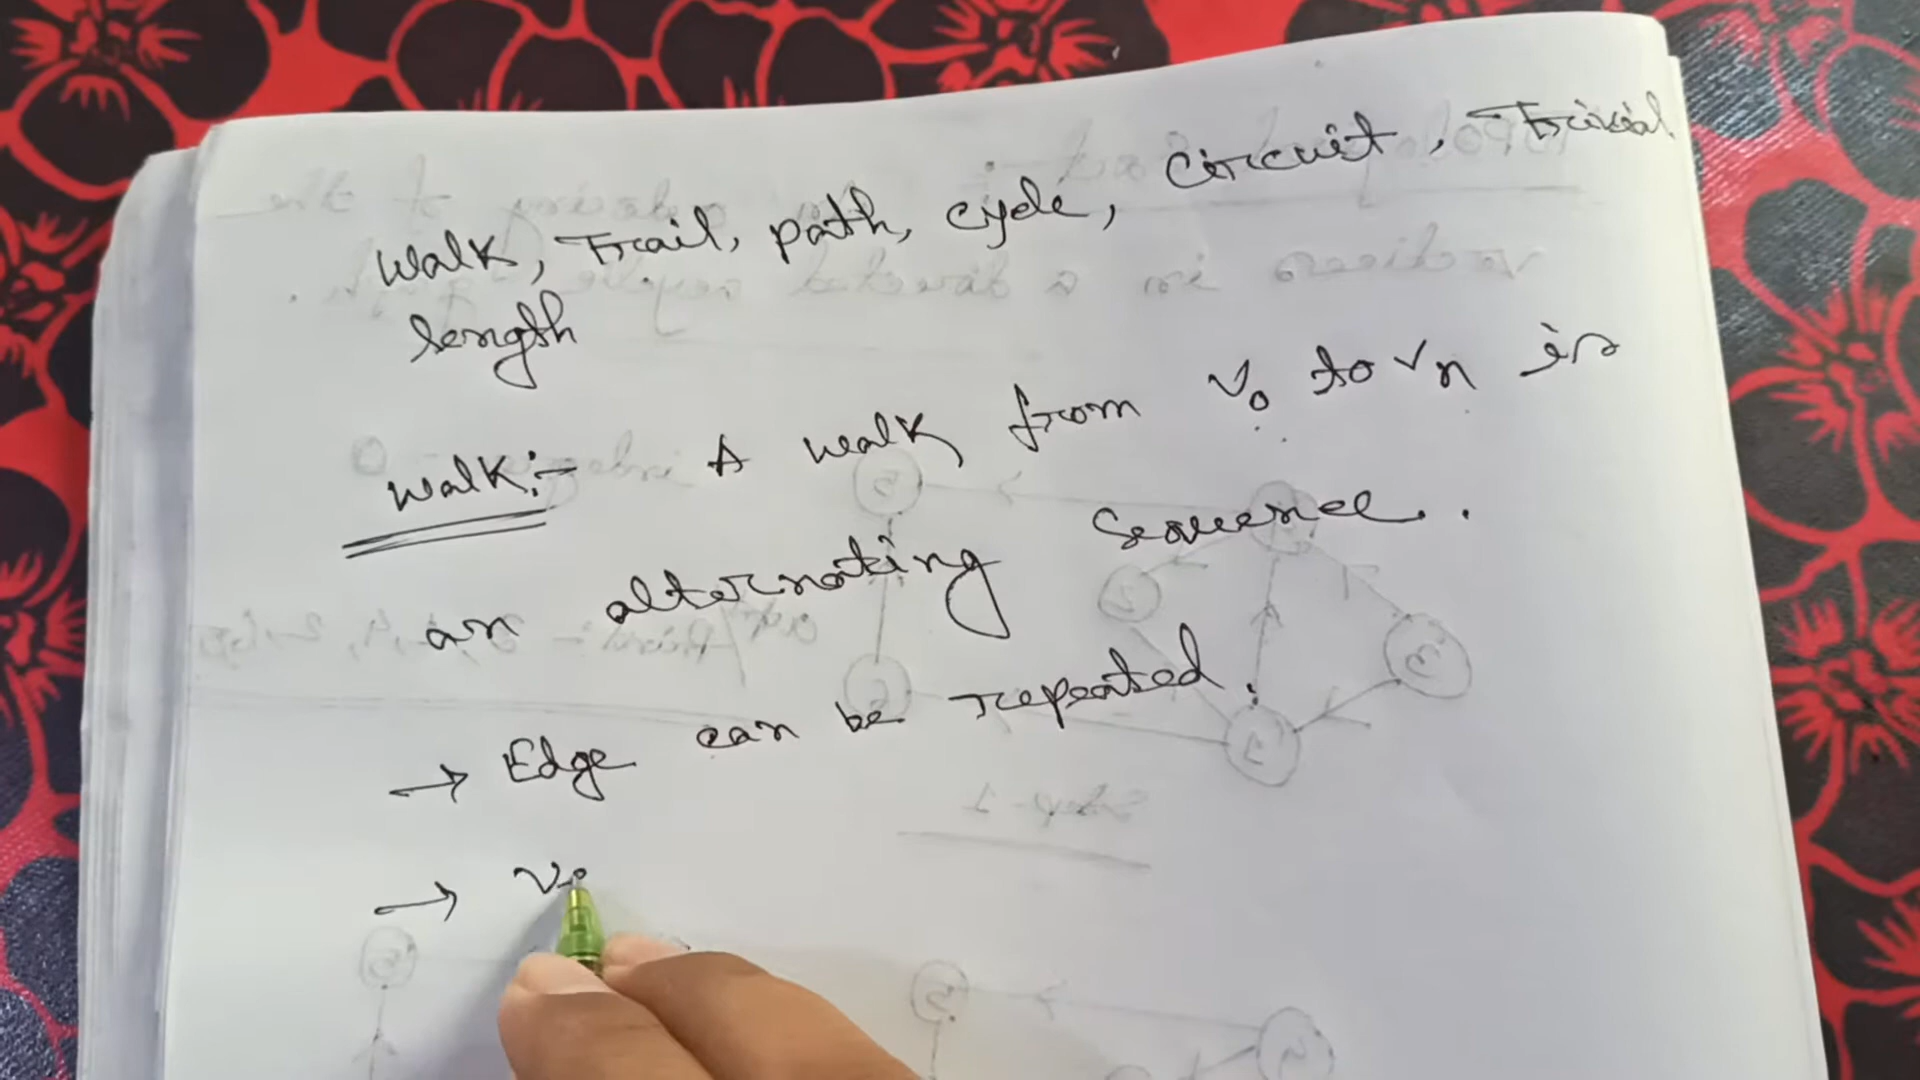 Walk, Trail, path, cycle, circuit, Trivial
length
Walk:- A walk from V0 to Vn is
an alternating sequence..
→ Edge can be repeated.
→ Ve